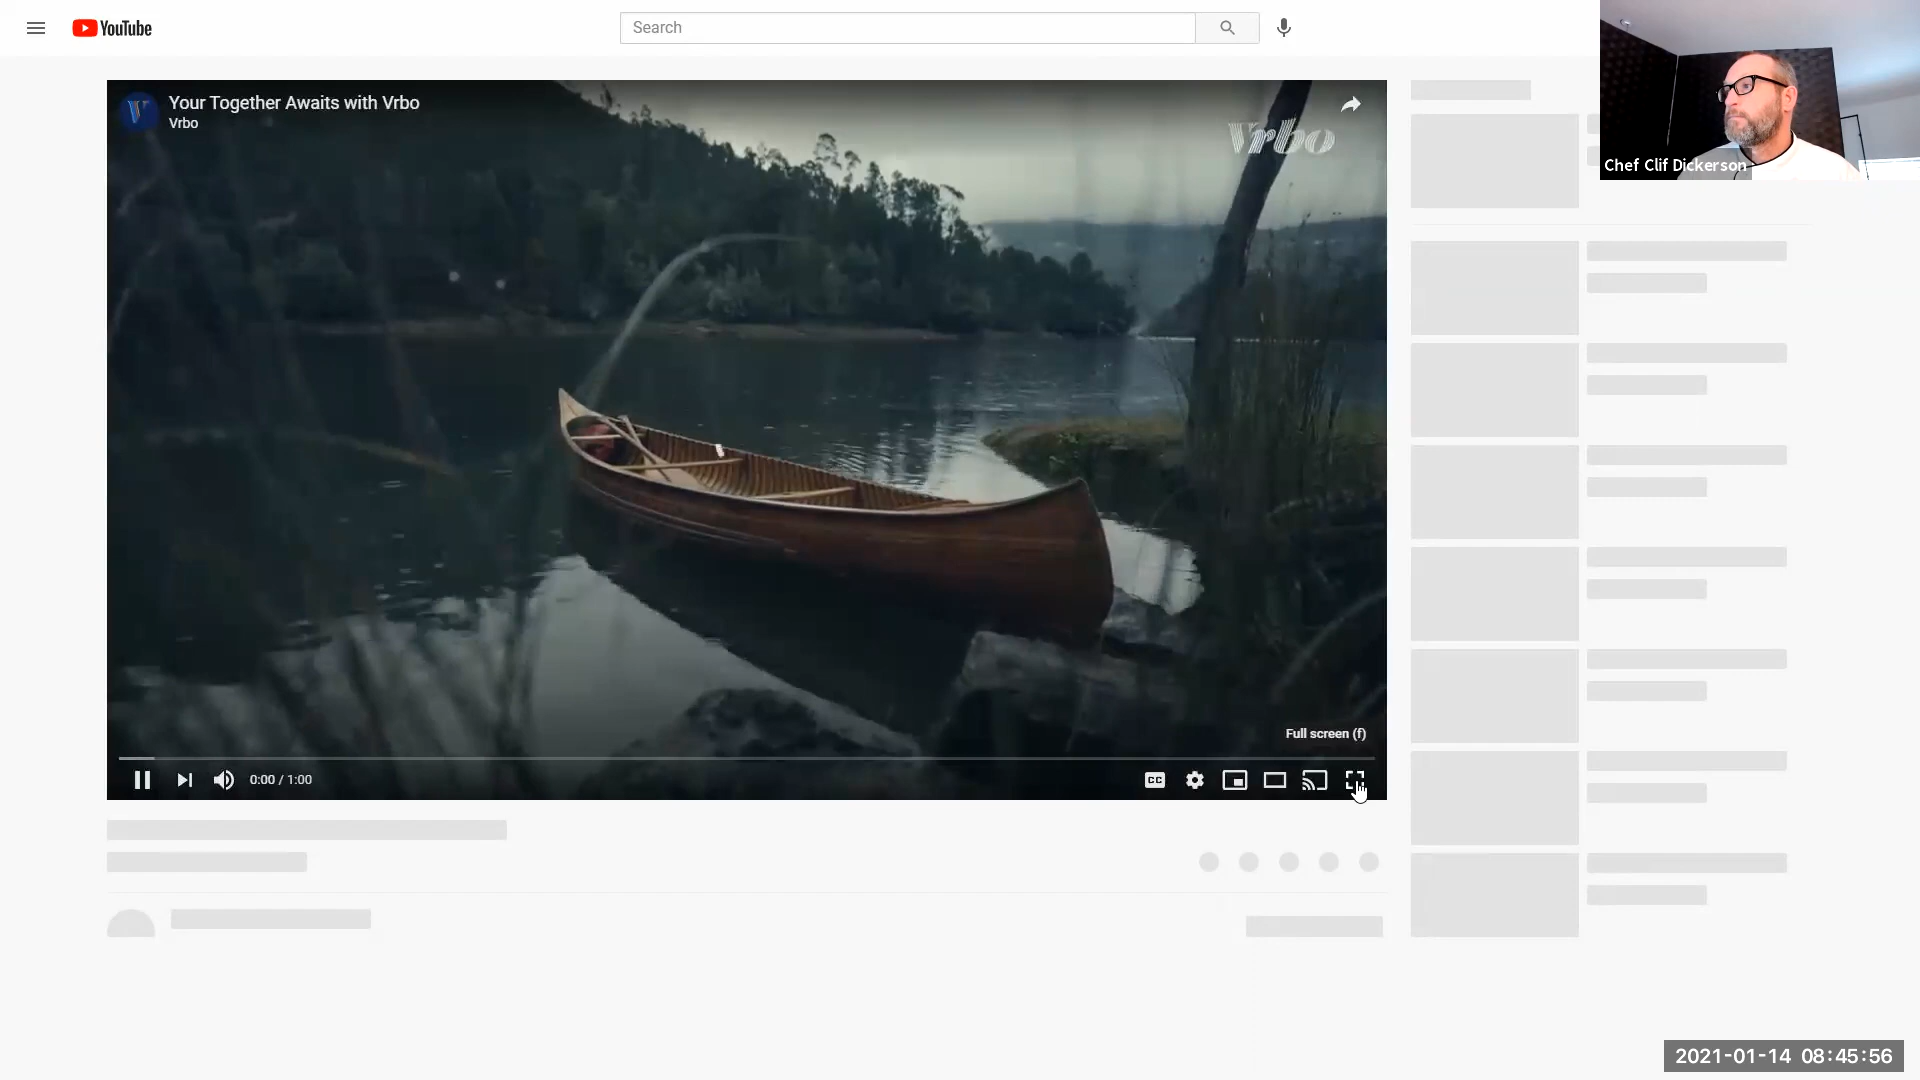 YouTube
Search
Your Together Awaits with Vrbo
Vrbo
Vrbo
Chef Clif Dickerson
Full screen (f)
0:00 / 1:00
CC
2021-01-14 08:45:56